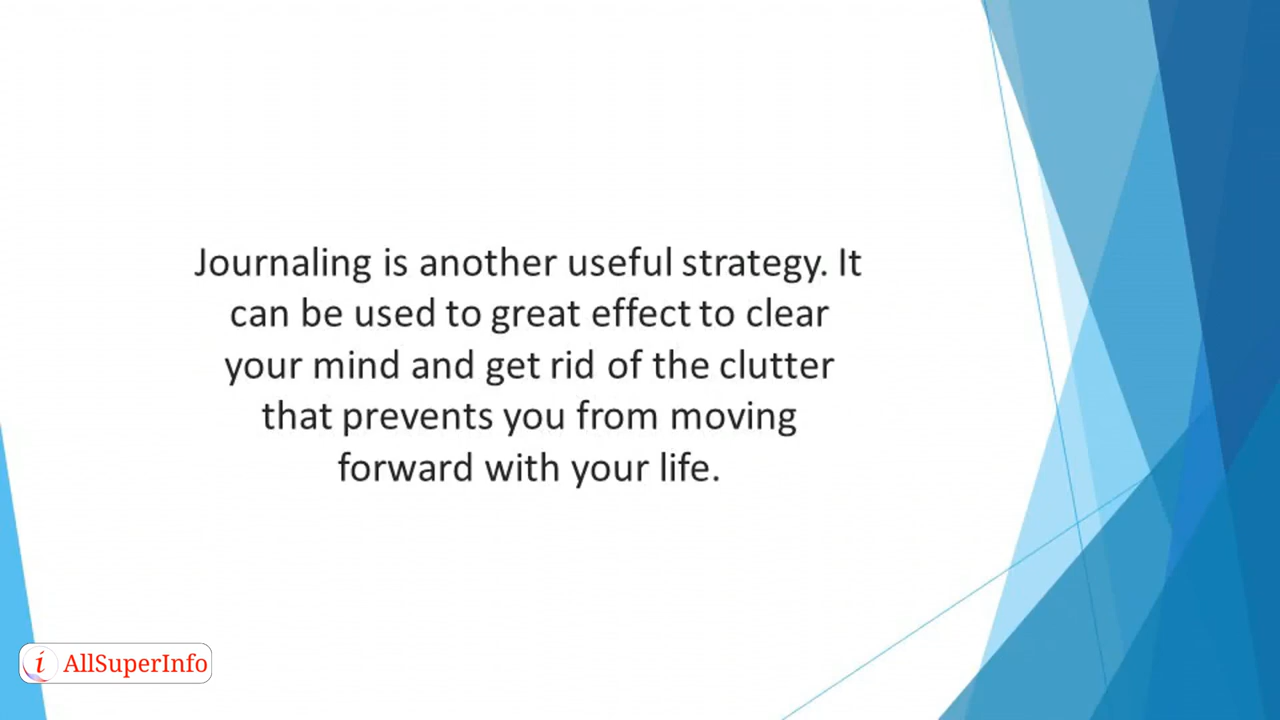 Journaling is another useful strategy. It
can be used to great effect to clear
your mind and get rid of the clutter
that prevents you from moving
forward with your life.
i AllSuperInfo